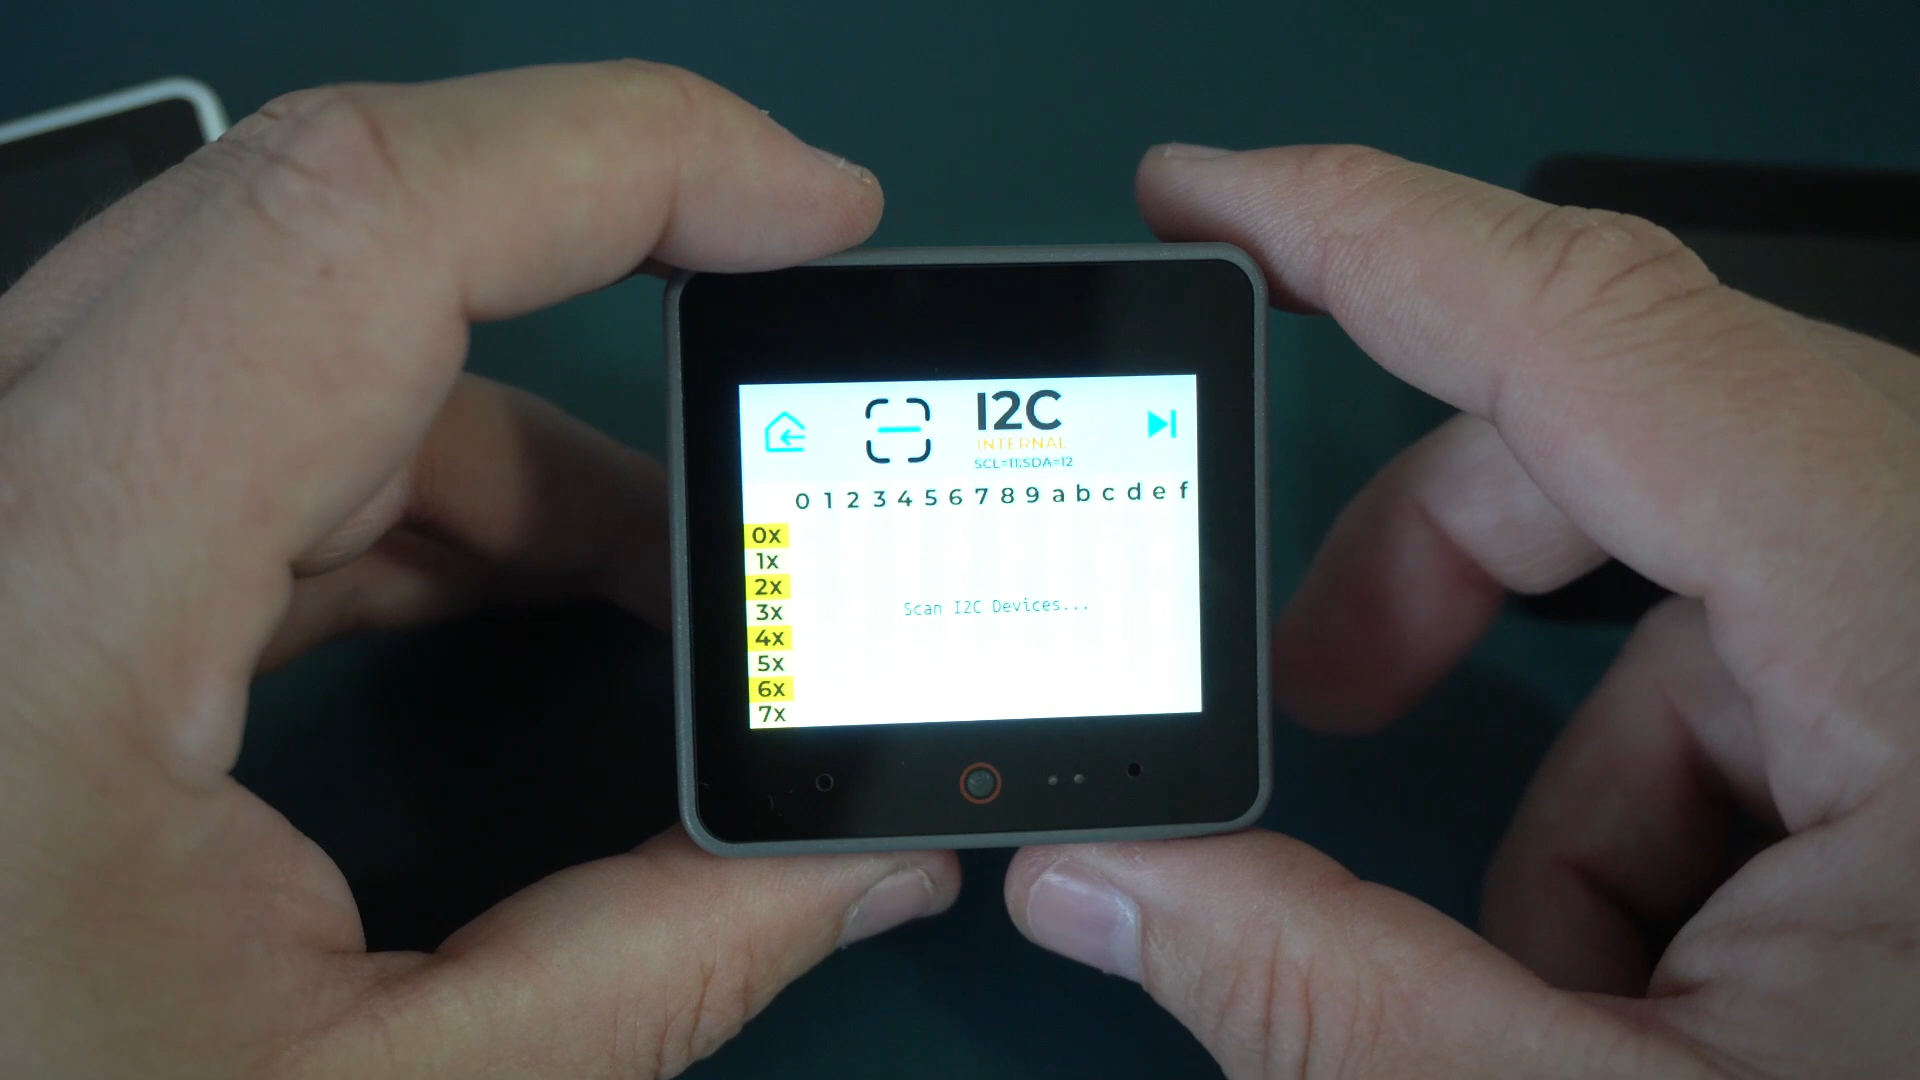 I2C
INTERNAL
SCL=11;SDA=12
0 1 2 3 4 5 6 7 8 9 a b c d e f
0x
1x
2x
3x
Scan I2C Devices...
4x
5x
6x
7x